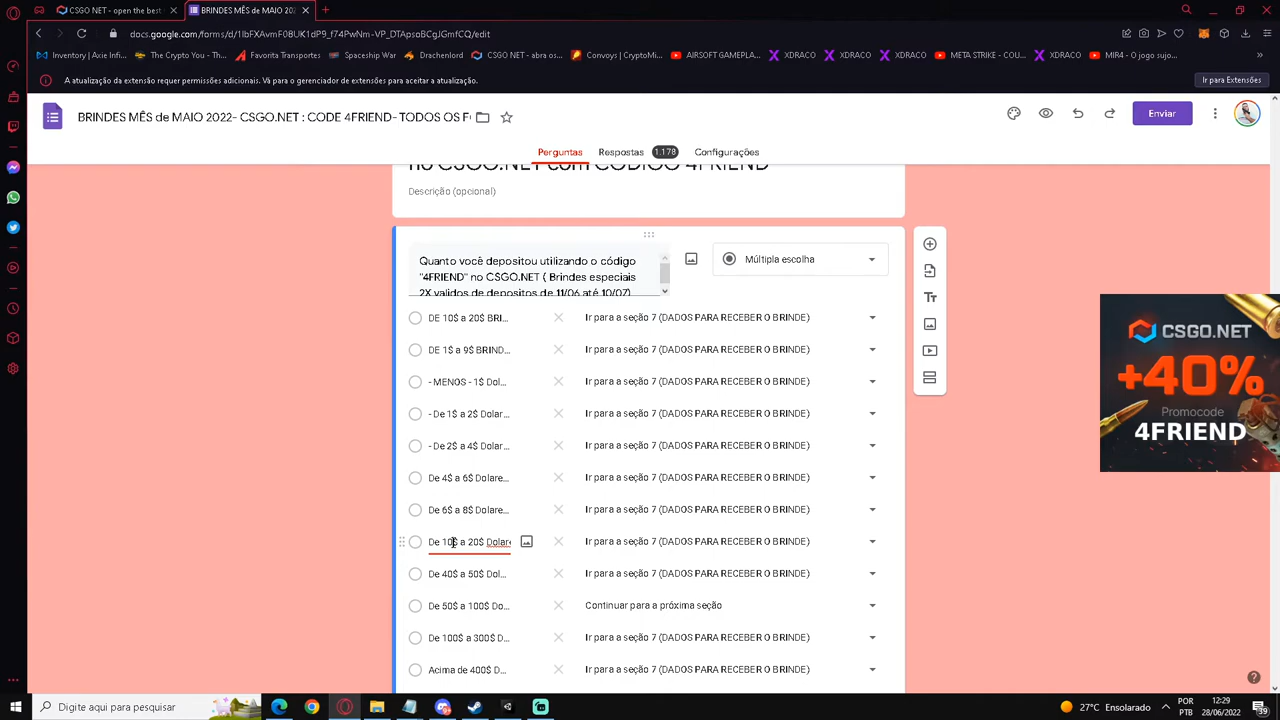 CSGO.NET - open the best
BRINDES MÊS de MAIO 202
docs.google.com/forms/d/1lbFXAvmF08UK1dP9_f74PwNm-VP_DTApsoBCgJGmfCQ/edit
Inventory | Axie Infi...
The Crypto You - Th...
Favorita Transportes
Spaceship War
Drachenlord
CSGO NET - abra os...
Convoys | CryptoMi...
AIRSOFT GAMEPLA...
XDRACO
XDRACO
XDRACO
META STRIKE - COU...
XDRACO
MIR4 - O jogo sujo...
A atualização da extensão requer permissões adicionais. Vá para o gerenciador de extensões para aceitar a atualização.
Ir para Extensões
BRINDES MÊS de MAIO 2022- CSGO.NET : CODE 4FRIEND- TODOS OS F
Enviar
Perguntas
Respostas 1.178
Configurações
no CSGO.NET com CODIGO 4FRIEND
Descrição (opcional)
Quanto você depositou utilizando o código
"4FRIEND" no CSGO.NET ( Brindes especiais
2X validos de depositos de 11/06 até 10/07)
Múltipla escolha
DE 10$ a 20$ BRI...
Ir para a seção 7 (DADOS PARA RECEBER O BRINDE)
DE 1$ a 9$ BRIND...
Ir para a seção 7 (DADOS PARA RECEBER O BRINDE)
- MENOS - 1$ Dol...
Ir para a seção 7 (DADOS PARA RECEBER O BRINDE)
- De 1$ a 2$ Dolar...
Ir para a seção 7 (DADOS PARA RECEBER O BRINDE)
- De 2$ a 4$ Dolar...
Ir para a seção 7 (DADOS PARA RECEBER O BRINDE)
De 4$ a 6$ Dolare...
Ir para a seção 7 (DADOS PARA RECEBER O BRINDE)
De 6$ a 8$ Dolare...
Ir para a seção 7 (DADOS PARA RECEBER O BRINDE)
De 10$ a 20$ Dolare
Ir para a seção 7 (DADOS PARA RECEBER O BRINDE)
De 40$ a 50$ Dol...
Ir para a seção 7 (DADOS PARA RECEBER O BRINDE)
De 50$ a 100$ Do...
Continuar para a próxima seção
De 100$ a 300$ D...
Ir para a seção 7 (DADOS PARA RECEBER O BRINDE)
Acima de 400$ D...
Ir para a seção 7 (DADOS PARA RECEBER O BRINDE)
CSGO.NET
+40%
Promocode
4FRIEND
Digite aqui para pesquisar
27°C Ensolarado
POR
PTB
12:29
28/06/2022
39